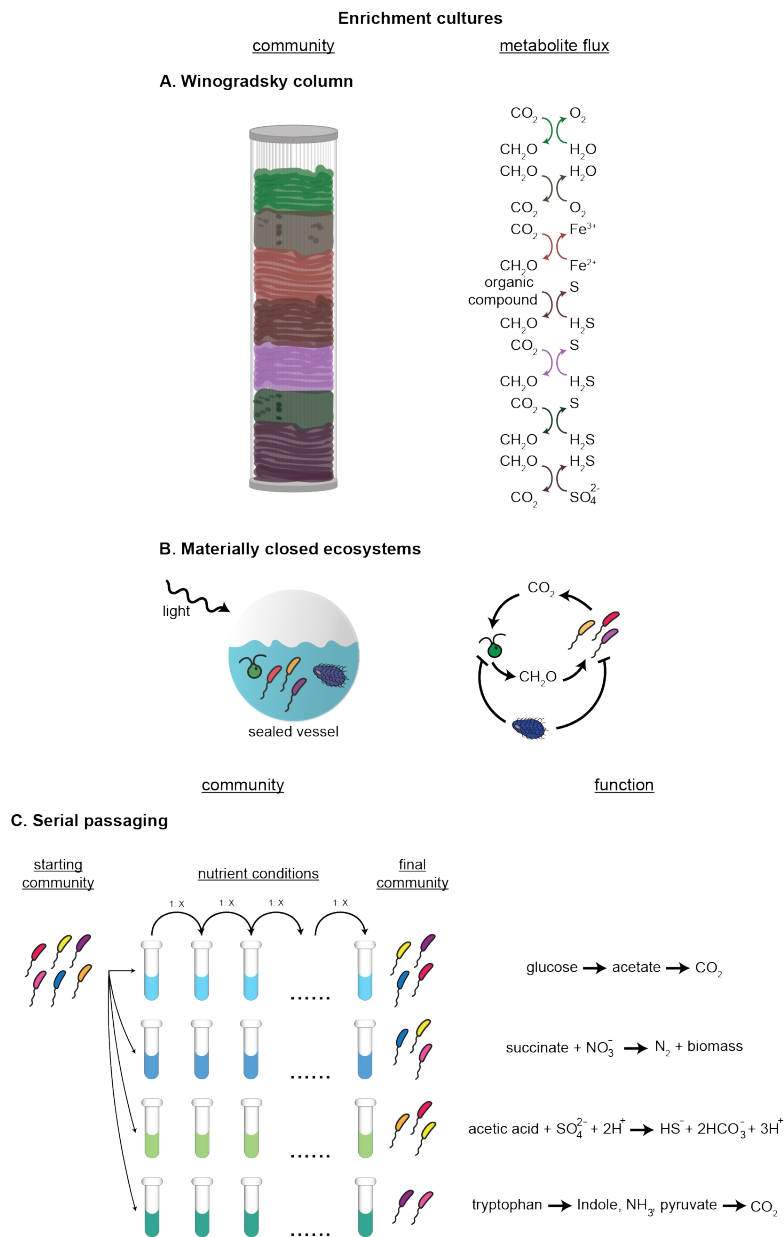 Enrichment cultures
community
metabolite flux
A. Winogradsky column
CO₂ O₂
CH₂O H₂O
CH₂O H₂O
CO₂ O₂
CO₂ Fe³⁺
CH₂O Fe²⁺
organic
compound
S
CH₂O H₂S
CO₂ S
CH₂O H₂S
CO₂ S
CH₂O H₂S
CH₂O H₂S
CO₂ SO₄²⁻
B. Materially closed ecosystems
light
sealed vessel
CO₂
CH₂O
community
function
C. Serial passaging
starting
community
nutrient conditions
final
community
1: X 1: X 1: X 1: X
......
glucose → acetate → CO₂
......
succinate + NO₃⁻ → N₂ + biomass
......
acetic acid + SO₄²⁻ + 2H⁺ → HS⁻ + 2HCO₃⁻ + 3H⁺
......
tryptophan → Indole, NH₃, pyruvate → CO₂